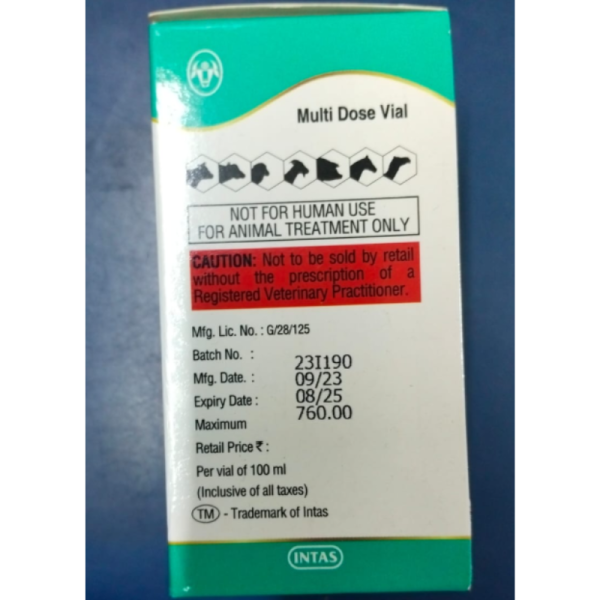 Multi Dose Vial
NOT FOR HUMAN USE
FOR ANIMAL TREATMENT ONLY
CAUTION: Not to be sold by retail
without the prescription of a
Registered Veterinary Practitioner.
Mfg. Lic. No. : G/28/125
Batch No. : 23I190
Mfg. Date. : 09/23
Expiry Date : 08/25
Maximum 760.00
Retail Price ₹ :
Per vial of 100 ml
(Inclusive of all taxes)
TM - Trademark of Intas
INTAS